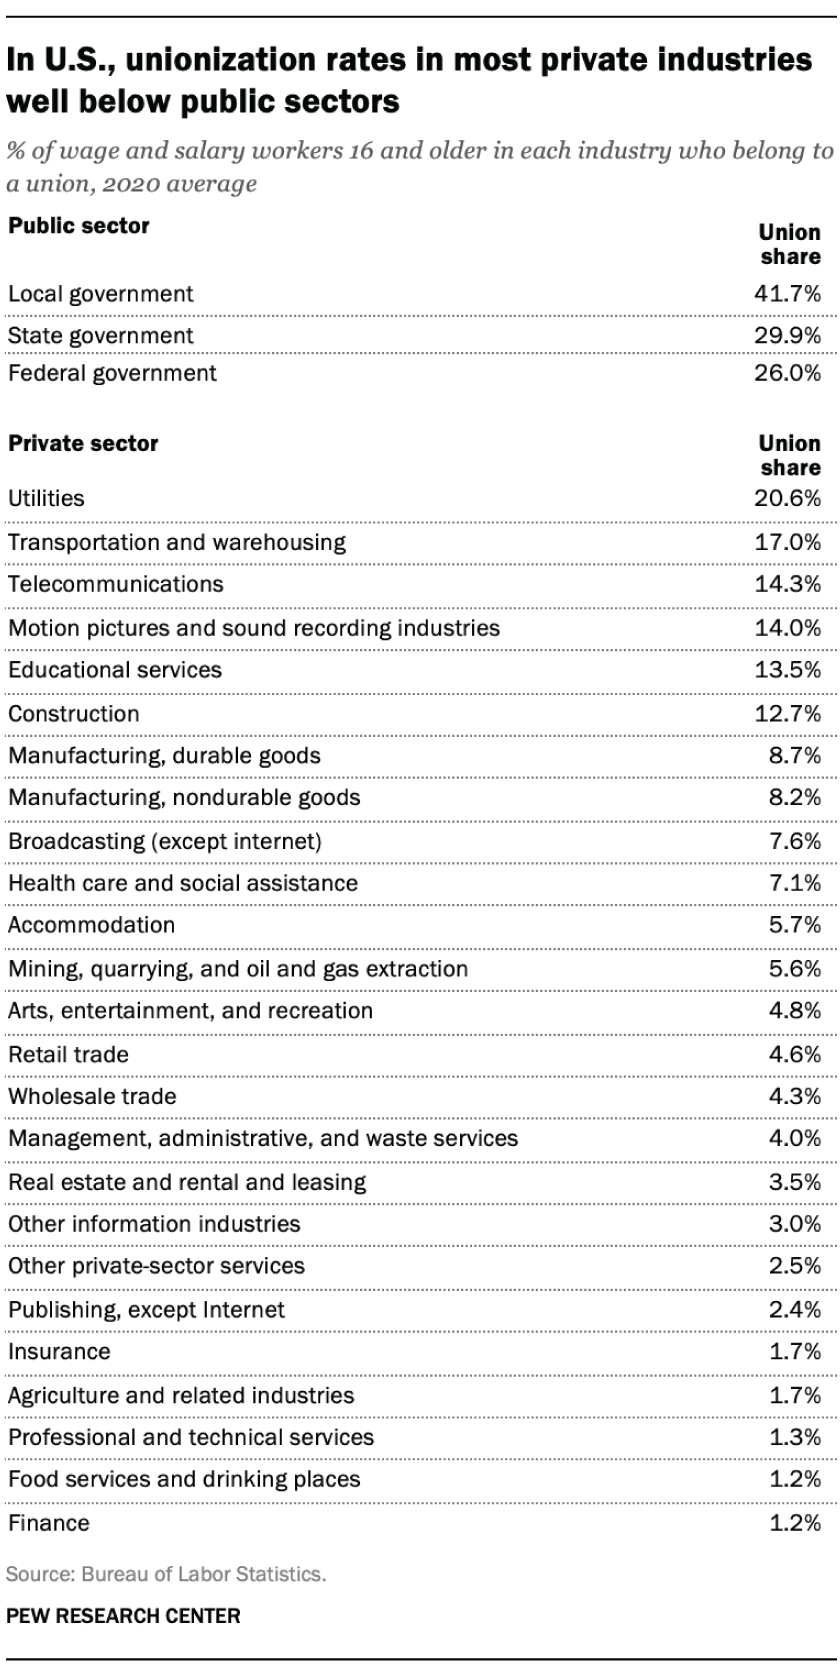 In U.S., unionization rates in most private industries
well below public sectors
% of wage and salary workers 16 and older in each industry who belong to
a union, 2020 average
Public sector Union
share
Local government 41.7%
State government 29.9%
Federal government 26.0%
Private sector Union
share
Utilities 20.6%
Transportation and warehousing 17.0%
Telecommunications 14.3%
Motion pictures and sound recording industries 14.0%
Educational services 13.5%
Construction 12.7%
Manufacturing, durable goods 8.7%
Manufacturing, nondurable goods 8.2%
Broadcasting (except internet) 7.6%
Health care and social assistance 7.1%
Accommodation 5.7%
Mining, quarrying, and oil and gas extraction 5.6%
Arts, entertainment, and recreation 4.8%
Retail trade 4.6%
Wholesale trade 4.3%
Management, administrative, and waste services 4.0%
Real estate and rental and leasing 3.5%
Other information industries 3.0%
Other private-sector services 2.5%
Publishing, except Internet 2.4%
Insurance 1.7%
Agriculture and related industries 1.7%
Professional and technical services 1.3%
Food services and drinking places 1.2%
Finance 1.2%
Source: Bureau of Labor Statistics.
PEW RESEARCH CENTER